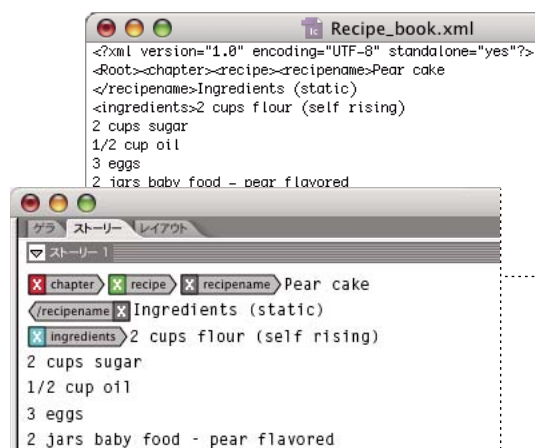 Recipe_book.xml
<?xml version="1.0" encoding="UTF-8" standalone="yes"?>
<Root><chapter><recipe><recipename>Pear cake
</recipename>Ingredients (static)
<ingredients>2 cups flour (self rising)
2 cups sugar
1/2 cup oil
3 eggs
2 jars baby food – pear flavored
ゲラ ストーリー レイアウト
ストーリー 1
X chapter X recipe X recipename Pear cake
/recipename X Ingredients (static)
X ingredients 2 cups flour (self rising)
2 cups sugar
1/2 cup oil
3 eggs
2 jars baby food - pear flavored